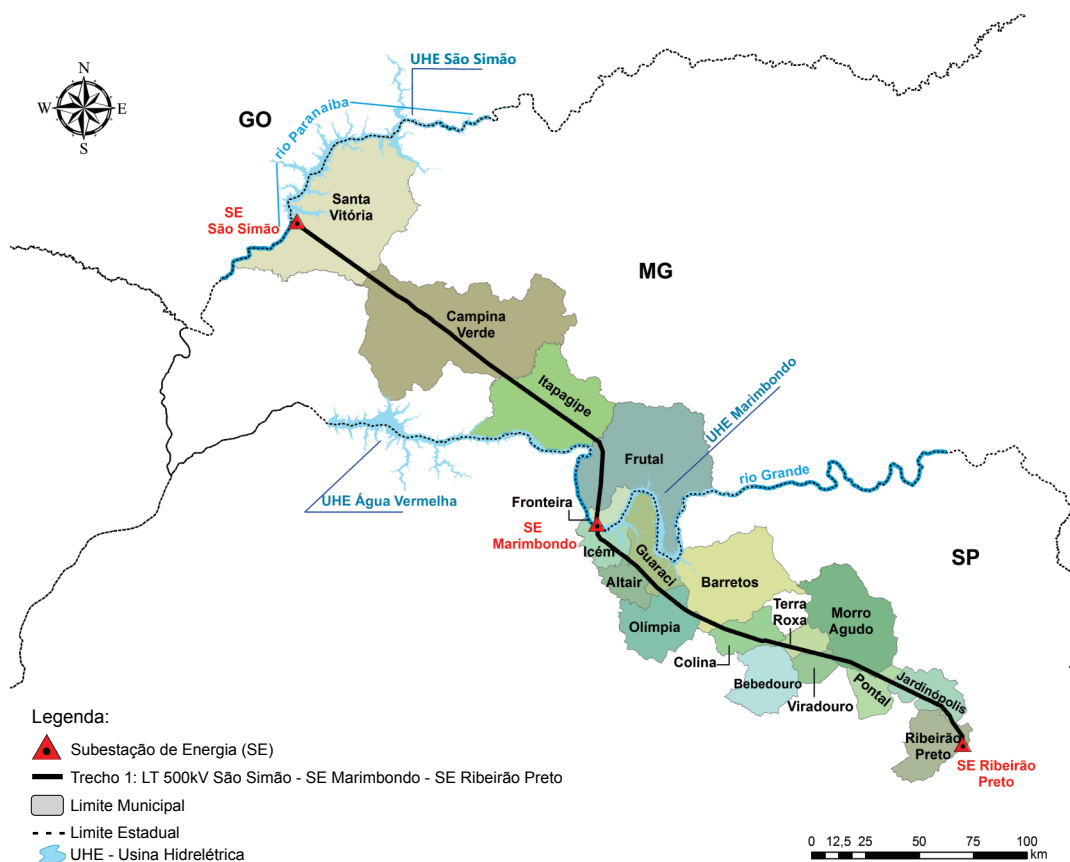 UHE São Simão
N
W
E
S
GO
rio Paranaíba
Santa
Vitória
SE
São Simão
MG
Campina
Verde
Itapagipe
UHE Marimbondo
Frutal
rio Grande
UHE Água Vermelha
Fronteira
SE
Marimbondo
Icém
Guaraci
SP
Altair
Barretos
Terra
Roxa
Morro
Agudo
Olímpia
Colina
Bebedouro
Viradouro
Pontal
Jardinópolis
Ribeirão
Preto
SE Ribeirão
Preto
Legenda:
Subestação de Energia (SE)
Trecho 1: LT 500kV São Simão - SE Marimbondo - SE Ribeirão Preto
Limite Municipal
Limite Estadual
UHE - Usina Hidrelétrica
0 12,5 25 50 75 100
km